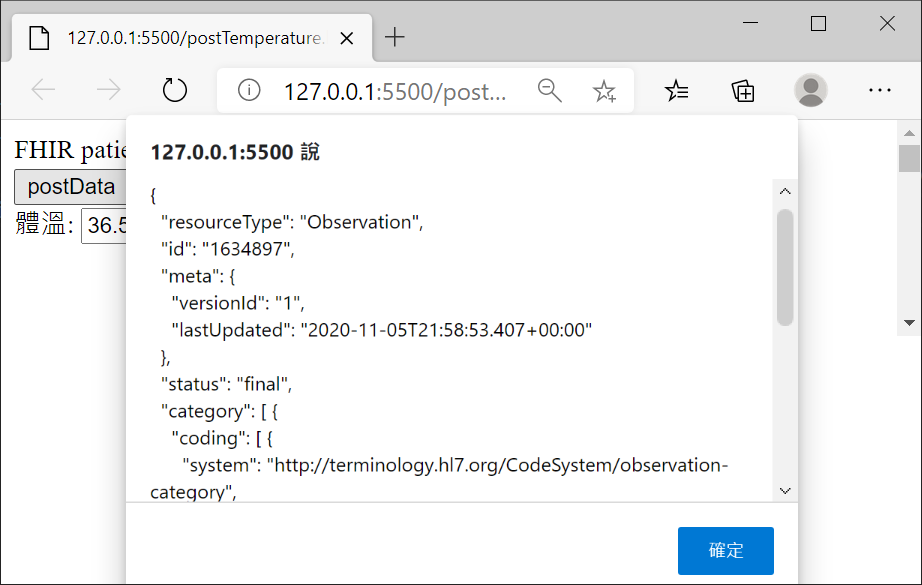 127.0.0.1:5500/postTemperature.
127.0.0.1:5500/post...
FHIR patie
postData
體溫: 36.5
127.0.0.1:5500 說
{
"resourceType": "Observation",
"id": "1634897",
"meta": {
"versionId": "1",
"lastUpdated": "2020-11-05T21:58:53.407+00:00"
},
"status": "final",
"category": [ {
"coding": [ {
"system": "http://terminology.hl7.org/CodeSystem/observation-
category",
確定